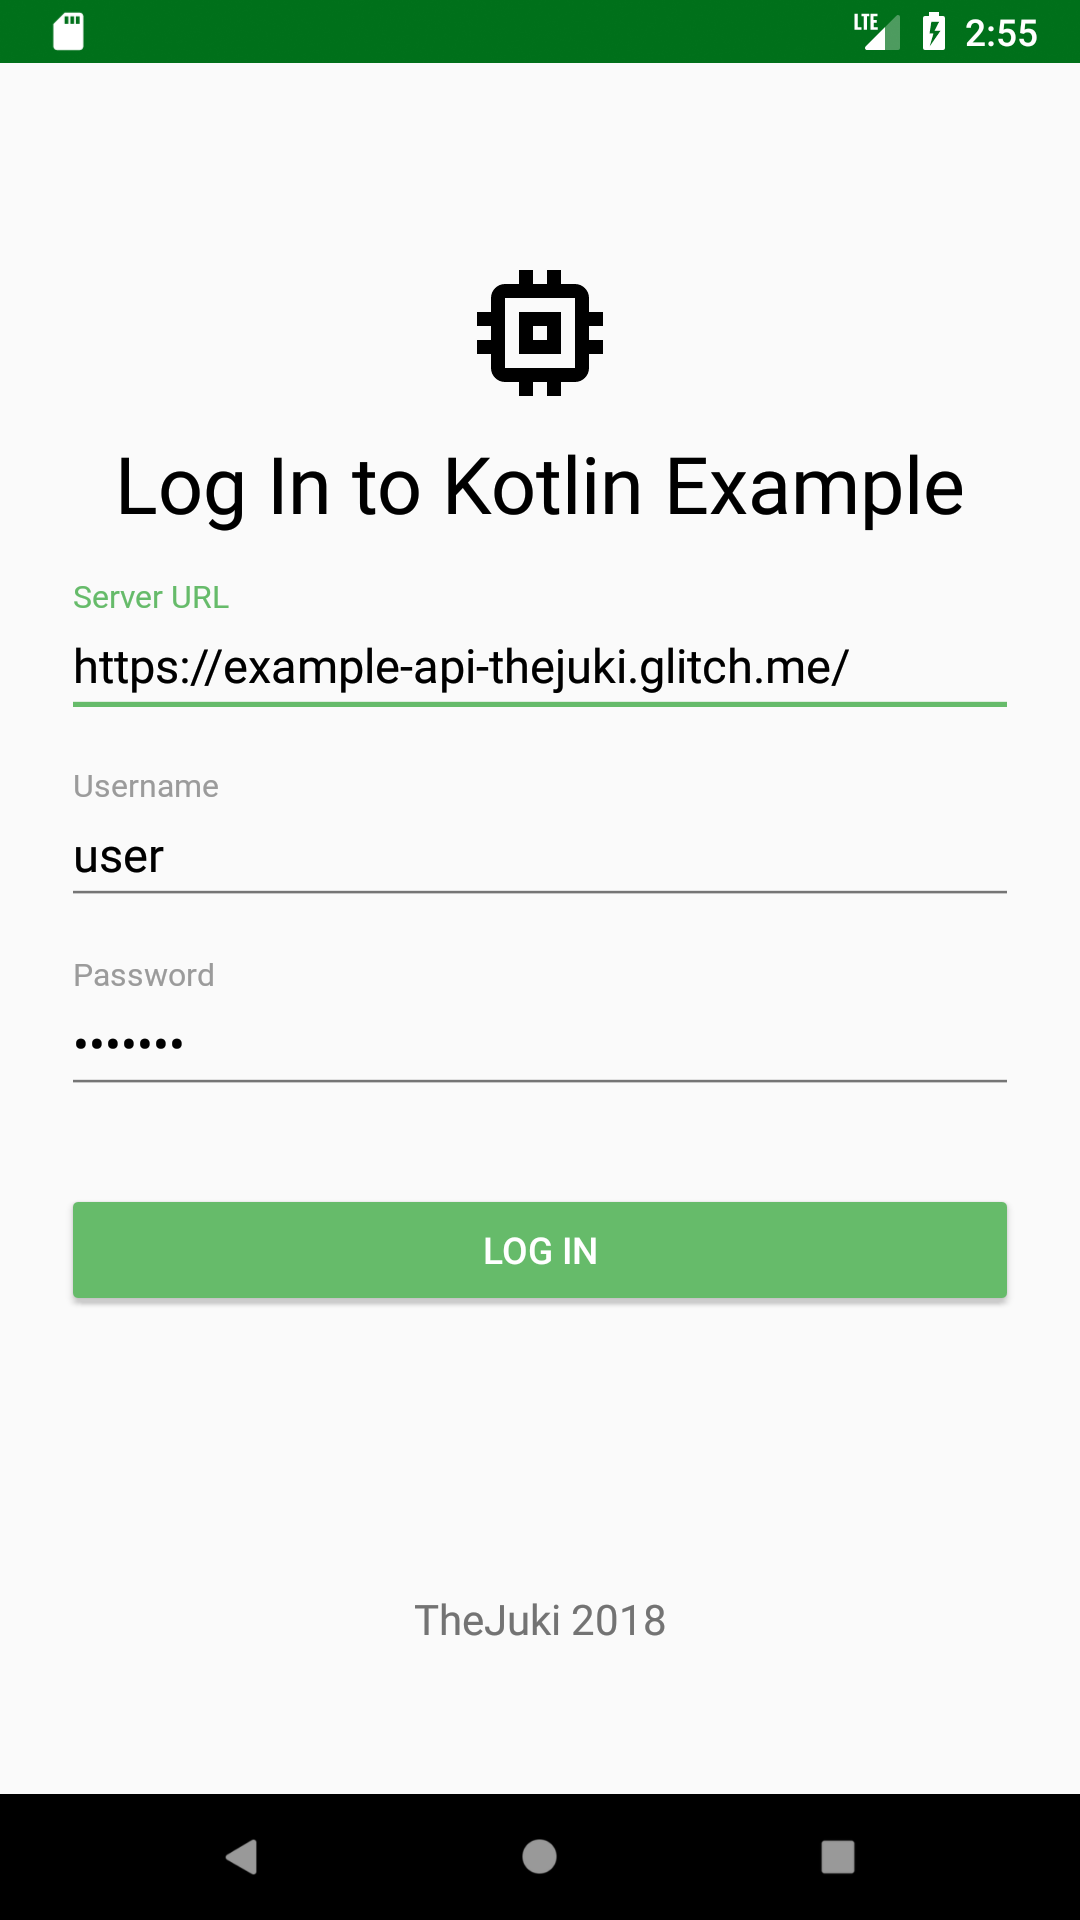 LTE 2:55
Log In to Kotlin Example
Server URL
https://example-api-thejuki.glitch.me/
Username
user
Password
•••••••
LOG IN
TheJuki 2018